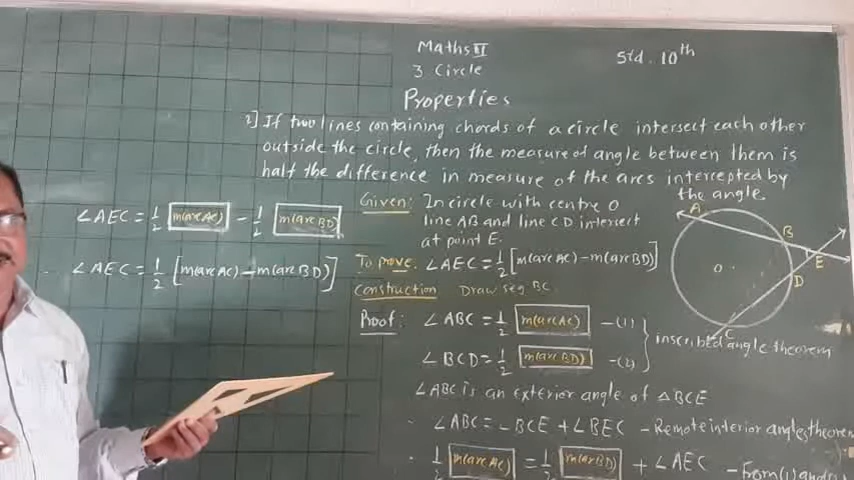 Maths II
Std. 10th
3 Circle
Properties
2] If two lines containing chords of a circle intersect each other
outside the circle, then the measure of angle between them is
half the difference in measure of the arcs intercepted by
the angle.
Given: In circle with centre O
line AB and line CD intersect
at point E.
To prove: ∠AEC = 1/2 [m(arc AC) - m(arc BD)]
Construction Draw seg BC.
Proof: ∠ABC = 1/2 m(arc AC) —(1)
∠BCD = 1/2 m(arc BD) —(2)
inscribed angle theorem
∠ABC is an exterior angle of △BCE
∠ABC = ∠BCE + ∠BEC - Remote interior angles theorem
1/2 m(arc AC) = 1/2 m(arc BD) + ∠AEC - From (1) and
∠AEC = 1/2 m(arc AC) - 1/2 m(arc BD)
∠AEC = 1/2 [m(arc AC) - m(arc BD)]
A
B
E
D
O
C